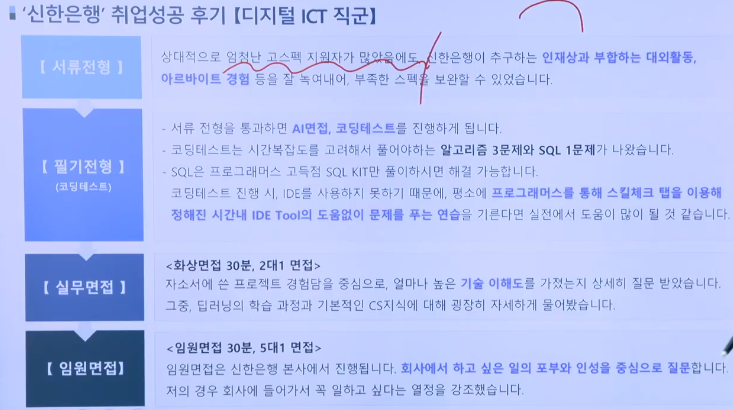 '신한은행' 취업성공 후기 【디지털 ICT 직군】
【 서류전형 】
상대적으로 엄청난 고스펙 지원자가 많았음에도, 신한은행이 추구하는 인재상과 부합하는 대외활동,
아르바이트 경험 등을 잘 녹여내어, 부족한 스펙을 보완할 수 있었습니다.
【 필기전형 】
(코딩테스트)
- 서류 전형을 통과하면 AI면접, 코딩테스트를 진행하게 됩니다.
- 코딩테스트는 시간복잡도를 고려해서 풀어야하는 알고리즘 3문제와 SQL 1문제가 나왔습니다.
- SQL은 프로그래머스 고득점 SQL KIT만 풀이하시면 해결 가능합니다.
코딩테스트 진행 시, IDE를 사용하지 못하기 때문에, 평소에 프로그래머스를 통해 스킬체크 탭을 이용해
정해진 시간내 IDE Tool의 도움없이 문제를 푸는 연습을 기른다면 실전에서 도움이 많이 될 것 같습니다.
【 실무면접 】
<화상면접 30분, 2대1 면접>
자소서에 쓴 프로젝트 경험담을 중심으로, 얼마나 높은 기술 이해도를 가졌는지 상세히 질문 받았습니다.
그중, 딥러닝의 학습 과정과 기본적인 CS지식에 대해 굉장히 자세하게 물어봤습니다.
【 임원면접】
<임원면접 30분, 5대1 면접>
임원면접은 신한은행 본사에서 진행됩니다. 회사에서 하고 싶은 일의 포부와 인성을 중심으로 질문합니다.
저의 경우 회사에 들어가서 꼭 일하고 싶다는 열정을 강조했습니다.